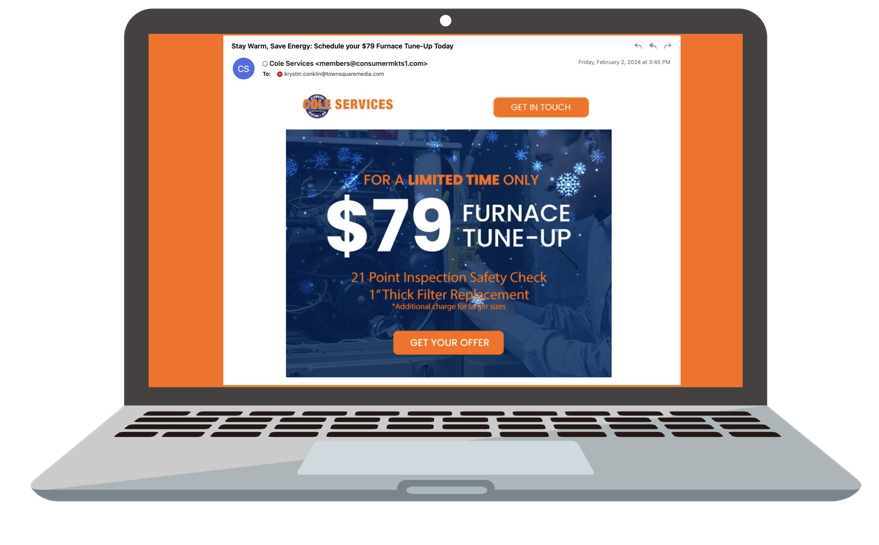 Stay Warm, Save Energy: Schedule your $79 Furnace Tune-Up Today
CS
Cole Services <members@consumermkts1.com>
Friday, February 2, 2024 at 3:45 PM
To: krystin.conklin@townsquaremedia.com
COLE SERVICES
GET IN TOUCH
FOR A LIMITED TIME ONLY
$79 FURNACE
TUNE-UP
21 Point Inspection Safety Check
1" Thick Filter Replacement
*Additional charge for larger sizes
GET YOUR OFFER